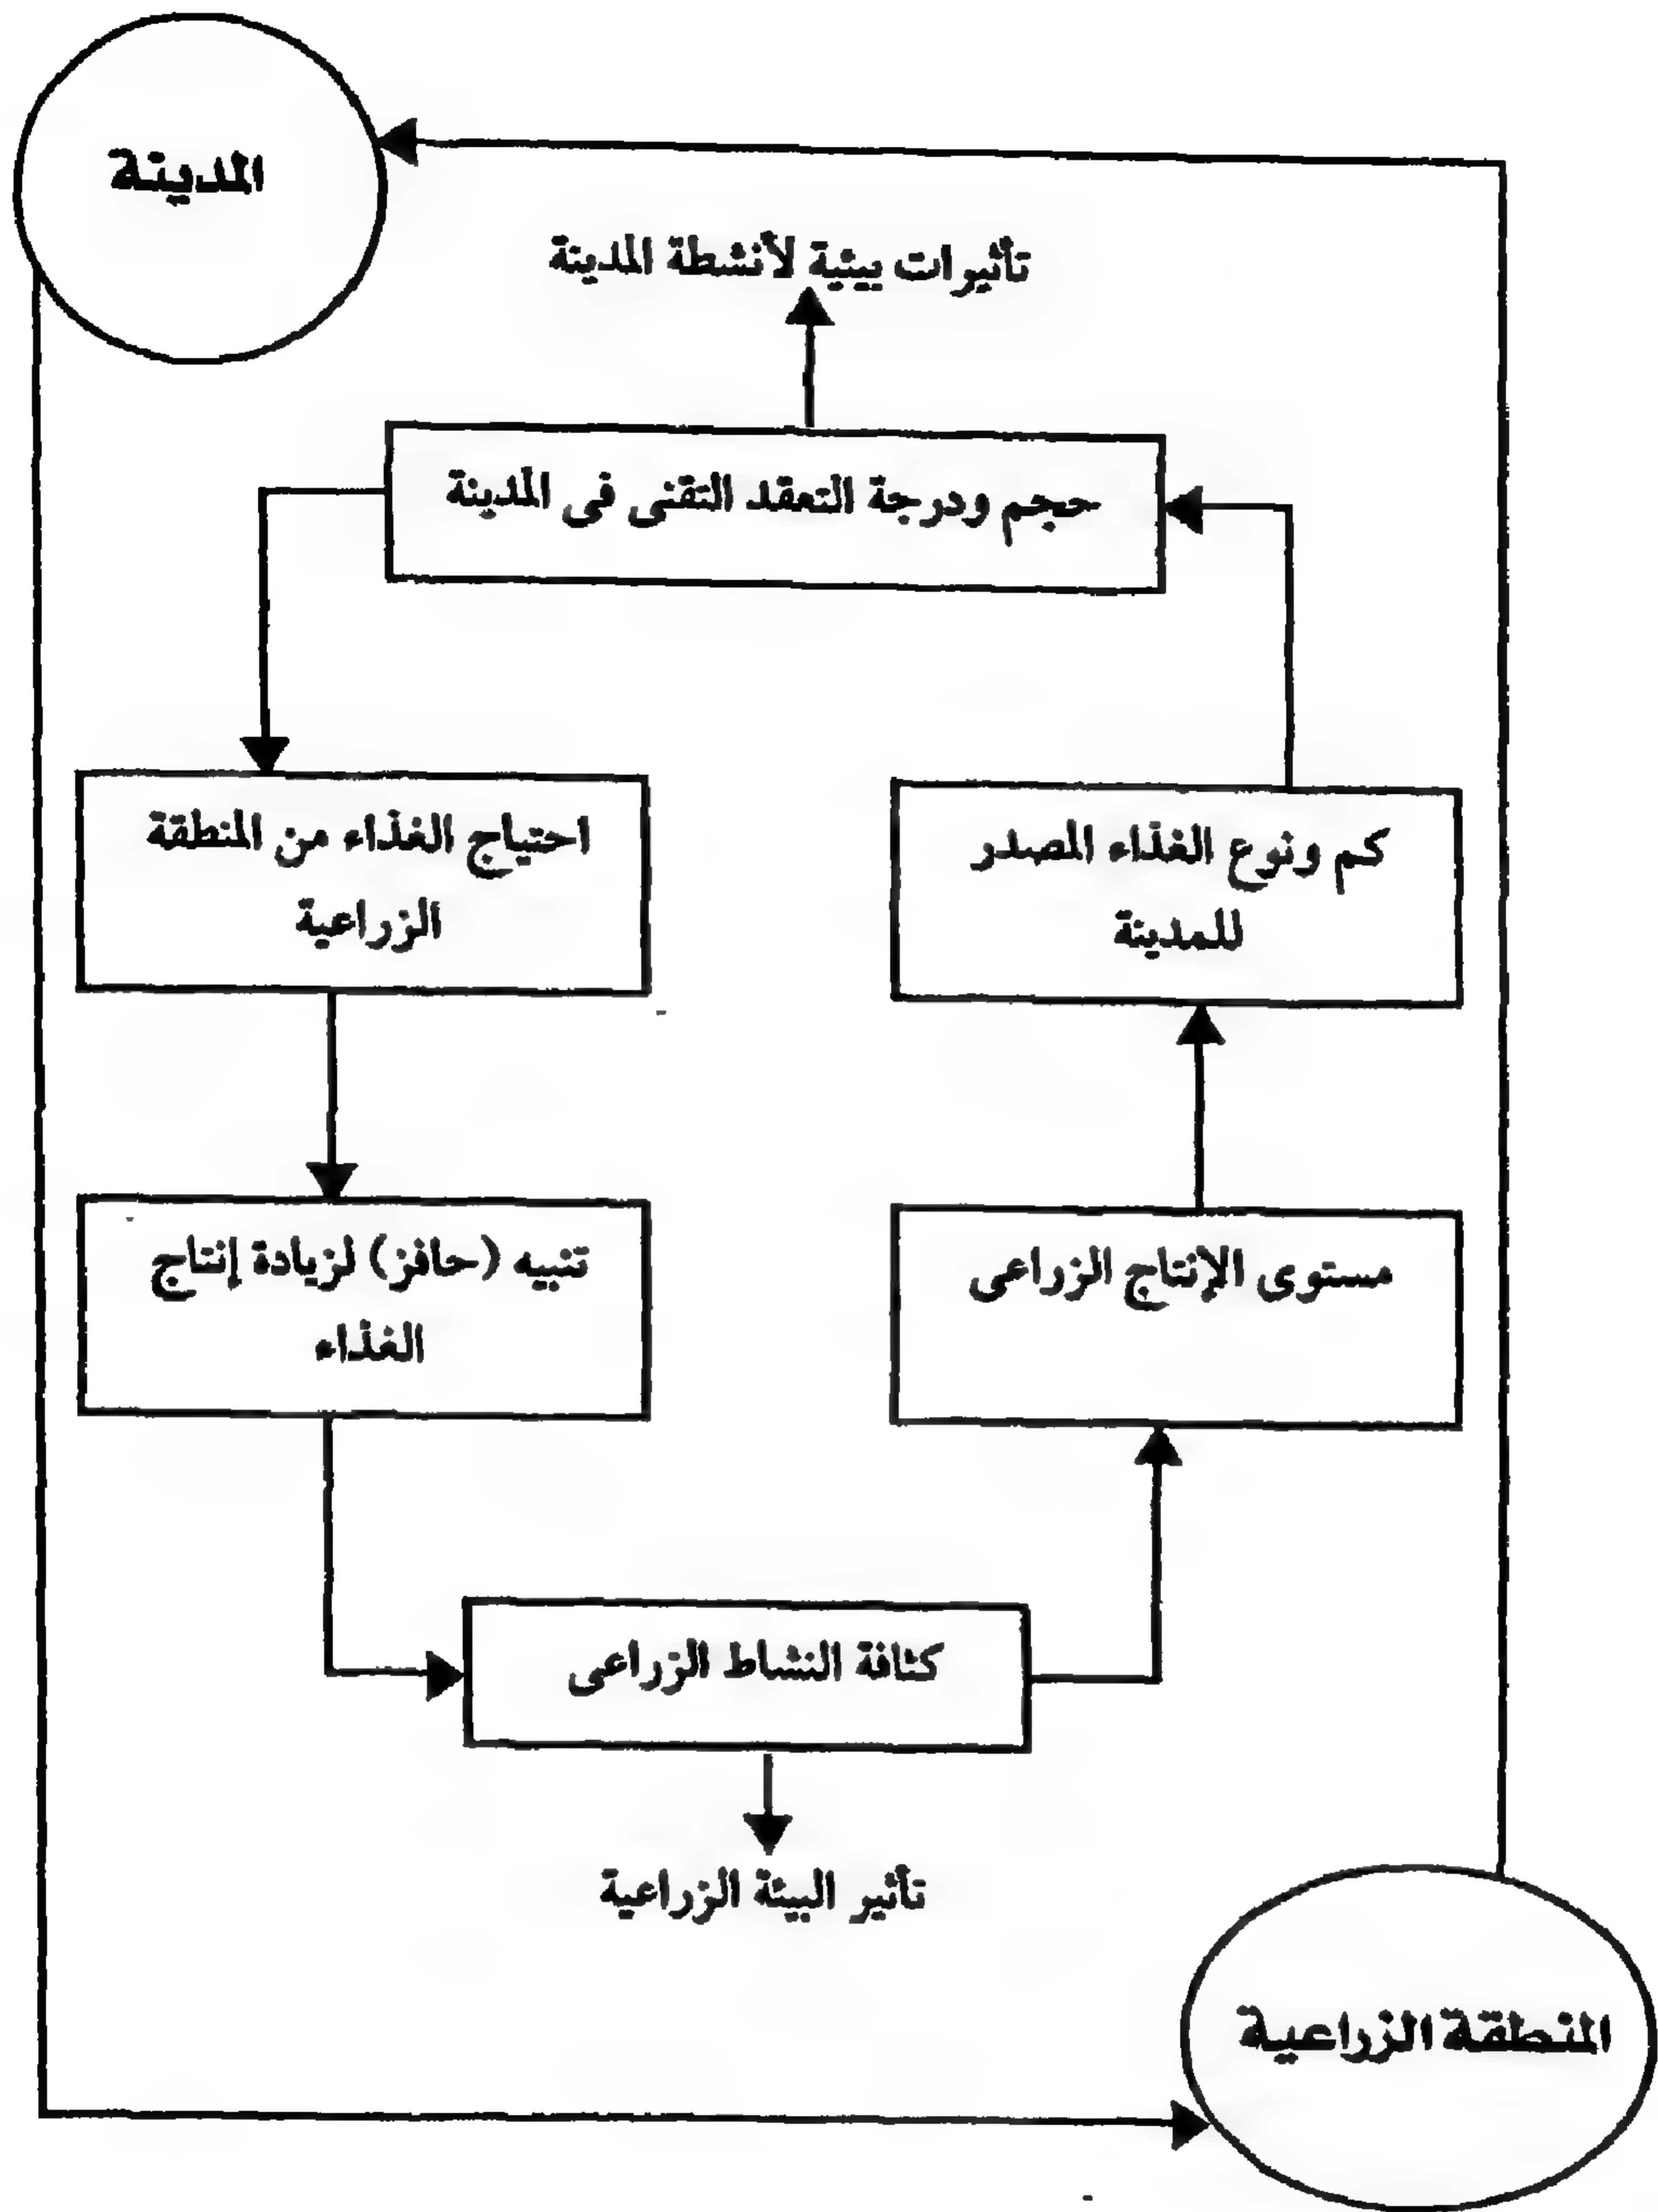 المدينة
تأثيرات بيئية لأنشطة المدينة
حجم ودرجة التعقد التقنى فى المدينة
كم ونوع الغذاء المصدر
للمدينة
احتياج الغذاء من المنطقة
الزراعية
مستوى الإنتاج الزراعى
تنبيه (حافز) لزيادة إنتاج
الغذاء
كثافة النشاط الزراعى
تأثير البيئة الزراعية
المنطقة الزراعية